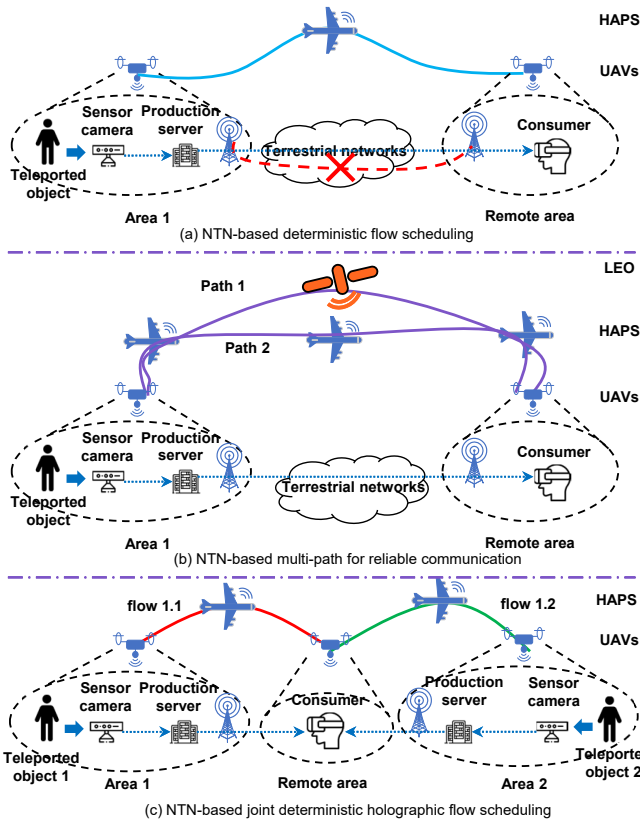 HAPS
UAVs
Sensor
camera
Production
server
Consumer
Terrestrial networks
Teleported
object
Area 1
Remote area
(a) NTN-based deterministic flow scheduling
LEO
Path 1
HAPS
Path 2
UAVs
Sensor
camera
Production
server
Consumer
Terrestrial networks
Teleported
object
Area 1
Remote area
(b) NTN-based multi-path for reliable communication
flow 1.1
flow 1.2
HAPS
UAVs
Sensor
camera
Production
server
Consumer
Production
server
Sensor
camera
Teleported
object 1
Area 1
Remote area
Area 2
Teleported
object 2
(c) NTN-based joint deterministic holographic flow scheduling